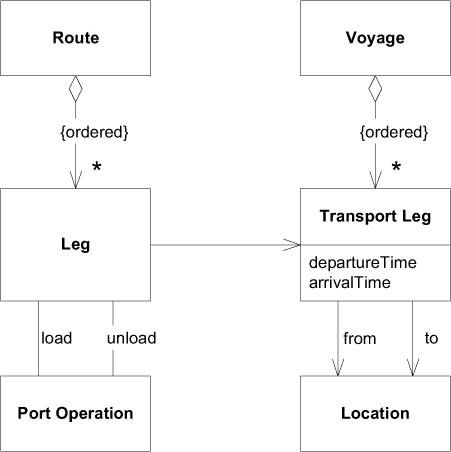 Route
Voyage
{ordered}
{ordered}
*
*
Leg
Transport Leg
departureTime
arrivalTime
load
unload
from
to
Port Operation
Location